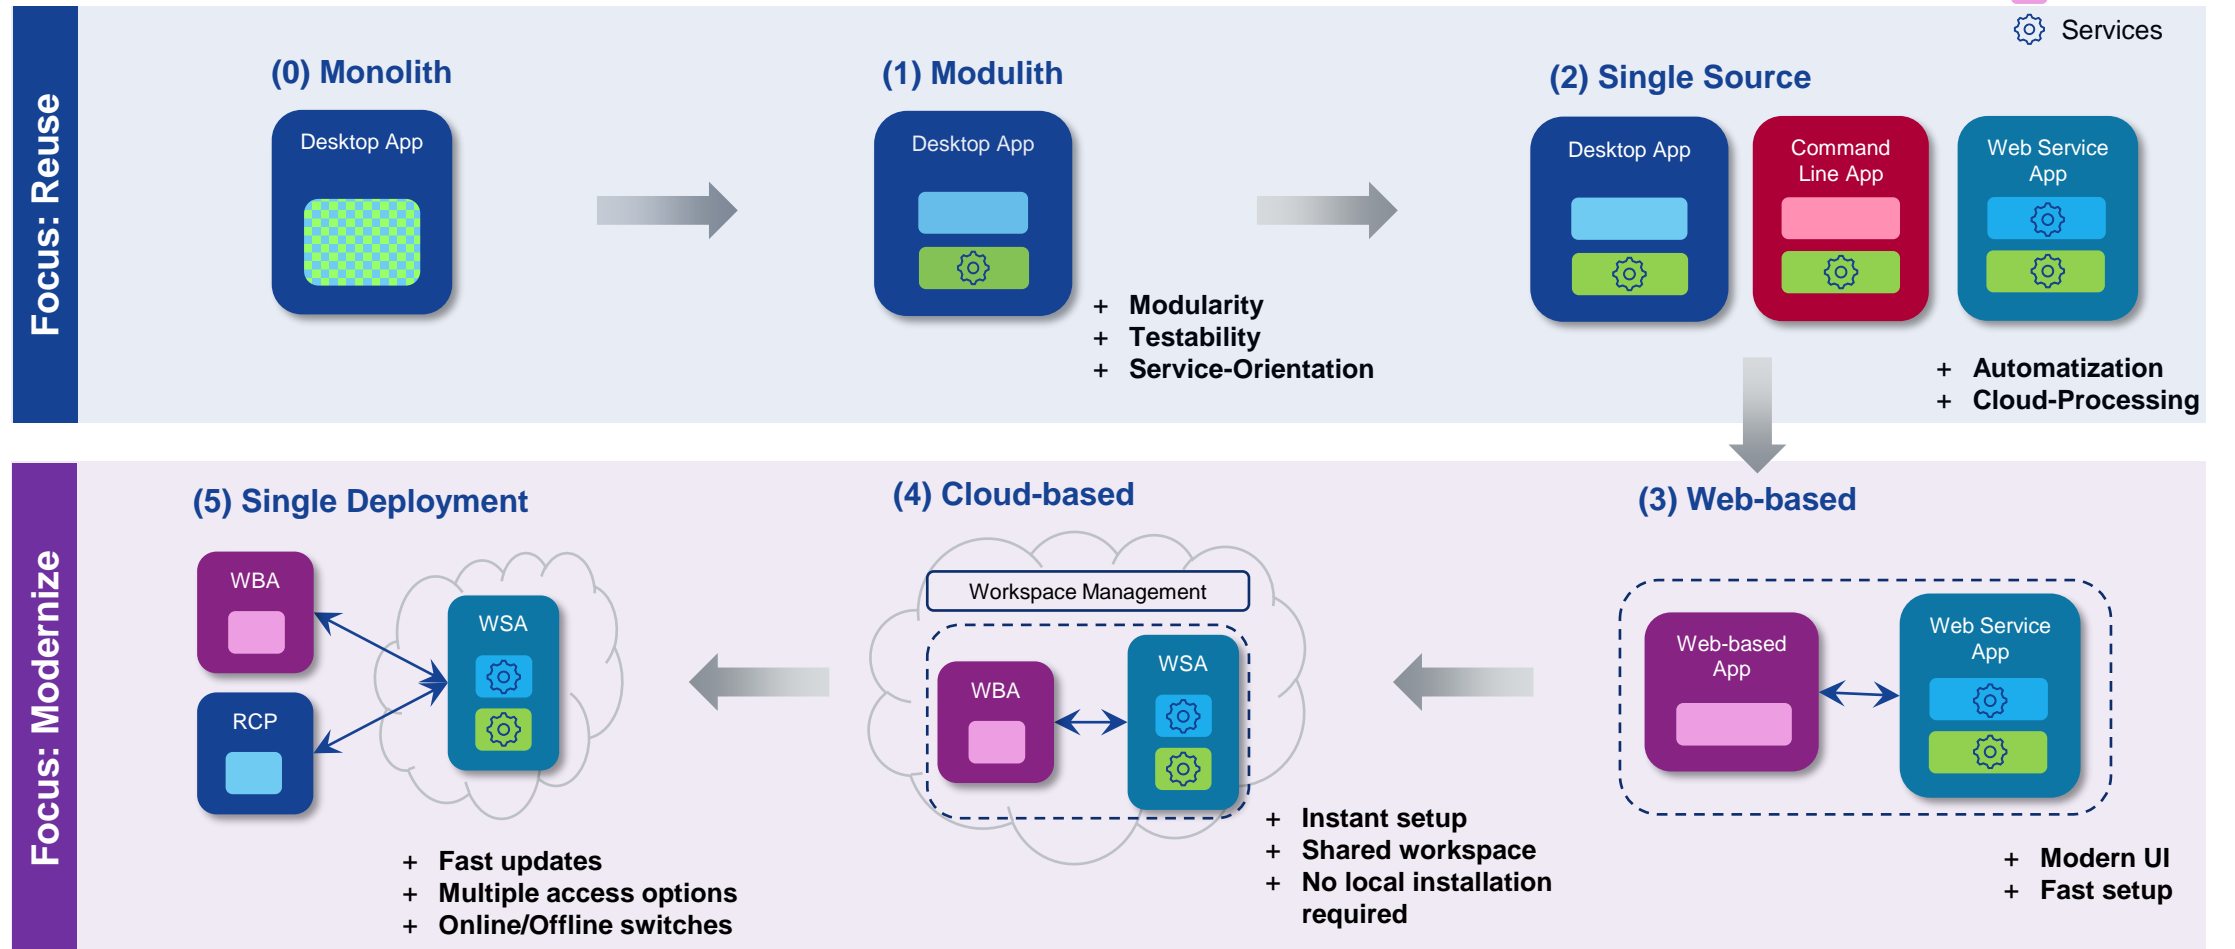 Services
Focus: Reuse
(0) Monolith
Desktop App
(1) Modulith
Desktop App
+ Modularity
+ Testability
+ Service-Orientation
(2) Single Source
Desktop App
Command
Line App
Web Service
App
+ Automatization
+ Cloud-Processing
Focus: Modernize
(5) Single Deployment
WBA
RCP
WSA
+ Fast updates
+ Multiple access options
+ Online/Offline switches
(4) Cloud-based
Workspace Management
WBA
WSA
+ Instant setup
+ Shared workspace
+ No local installation
required
(3) Web-based
Web-based
App
Web Service
App
+ Modern UI
+ Fast setup